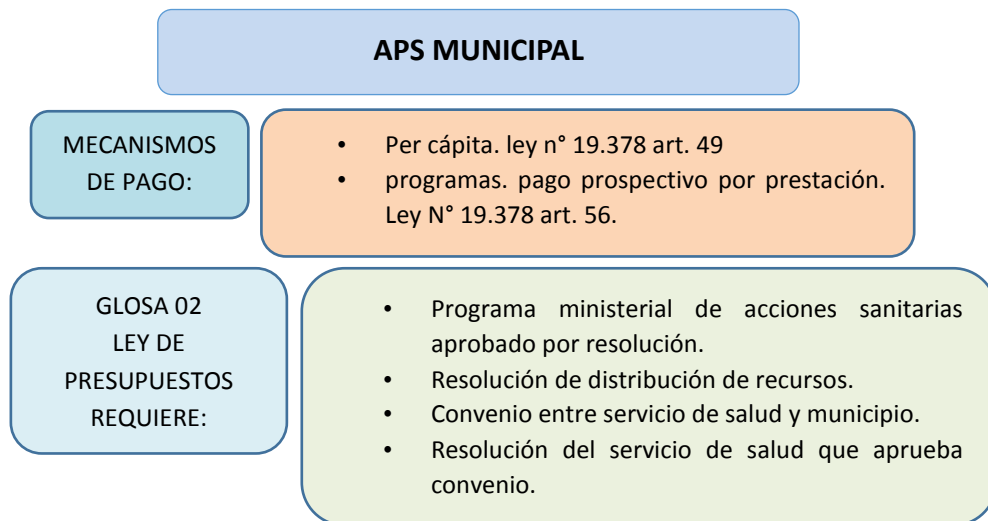 APS MUNICIPAL
MECANISMOS
DE PAGO:
• Per cápita. ley n° 19.378 art. 49
• programas. pago prospectivo por prestación.
Ley N° 19.378 art. 56.
GLOSA 02
LEY DE
PRESUPUESTOS
REQUIERE:
• Programa ministerial de acciones sanitarias
aprobado por resolución.
• Resolución de distribución de recursos.
• Convenio entre servicio de salud y municipio.
• Resolución del servicio de salud que aprueba
convenio.